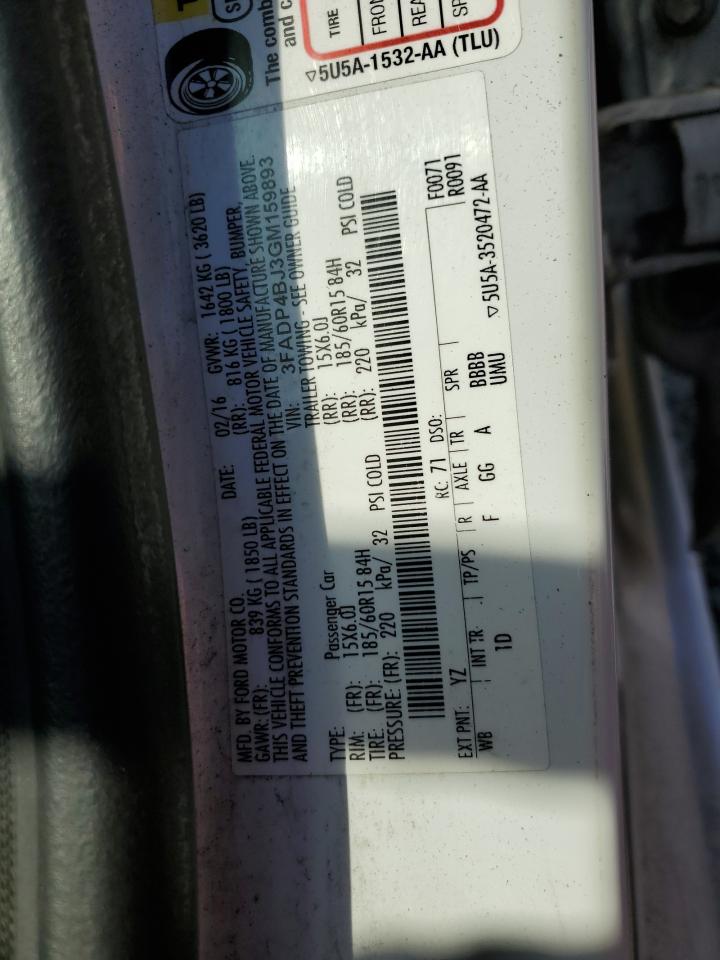 The comb
and c
TIRE
FRON
REA
SP
▽5U5A-1532-AA (TLU)
MFD. BY FORD MOTOR CO. DATE: 02/16 GVWR: 1642 KG ( 3620 LB)
GAWR: (FR): 839 KG ( 1850 LB) (RR): 816 KG ( 1800 LB)
THIS VEHICLE CONFORMS TO ALL APPLICABLE FEDERAL MOTOR VEHICLE SAFETY, BUMPER,
AND THEFT PREVENTION STANDARDS IN EFFECT ON THE DATE OF MANUFACTURE SHOWN ABOVE.
VIN: 3FADP4BJ3GM159893
TYPE: Passenger Car TRAILER TOWING - SEE OWNER GUIDE
RIM: (FR): 15X6.0J (RR): 15X6.0J
TIRE: (FR): 185/60R15 84H (RR): 185/60R15 84H
PRESSURE: (FR): 220 kPa/ 32 PSI COLD (RR): 220 kPa/ 32 PSI COLD
EXT PNT: YZ RC: 71 DSO: F0071
R0091
WB INT TR TP/PS R AXLE TR SPR
1D F GG A BBBB
UMU
▽5U5A-3520472-AA